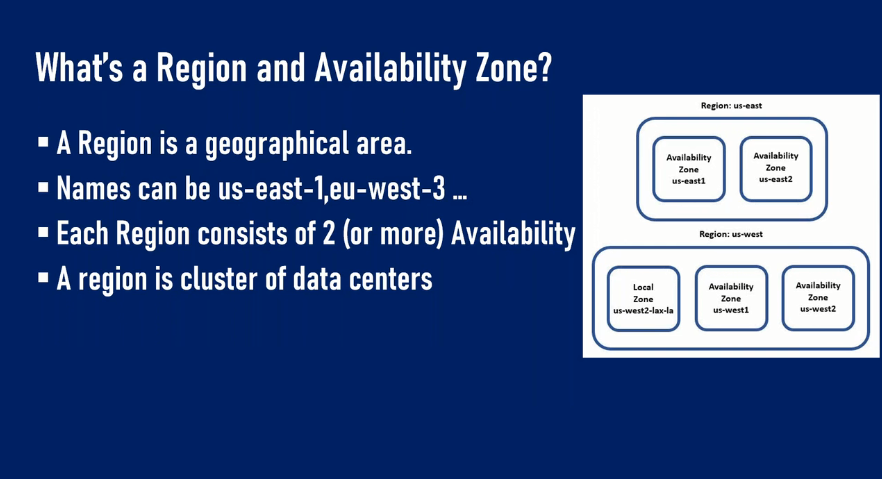 What's a Region and Availability Zone?
▪ A Region is a geographical area.
▪ Names can be us-east-1,eu-west-3 ...
▪ Each Region consists of 2 (or more) Availability
▪ A region is cluster of data centers
Region: us-east
Availability
Zone
us-east1
Availability
Zone
us-east2
Region: us-west
Local
Zone
us-west2-lax-la
Availability
Zone
us-west1
Availability
Zone
us-west2